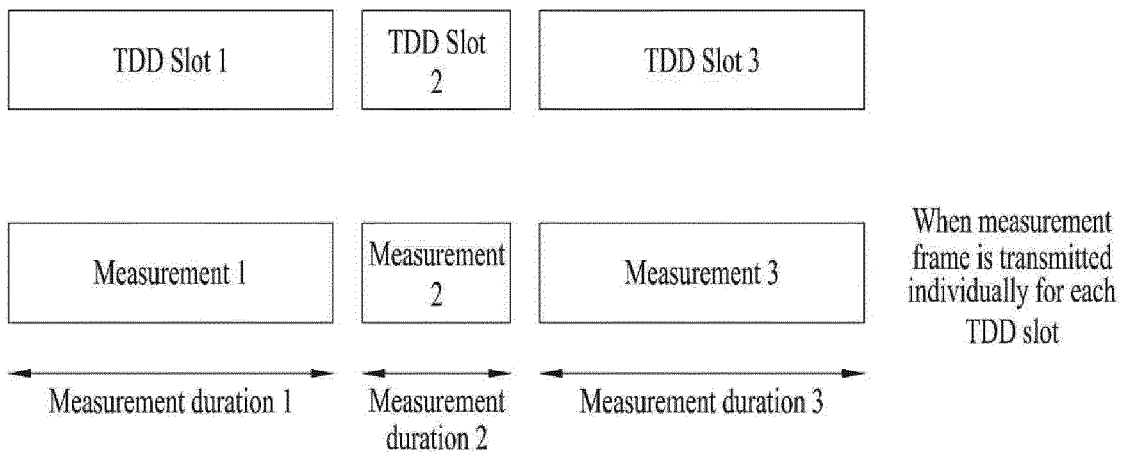 TDD Slot 1
TDD Slot
2
TDD Slot 3
Measurement 1
Measurement
2
Measurement 3
When measurement
frame is transmitted
individually for each
TDD slot
Measurement duration 1
Measurement
duration 2
Measurement duration 3